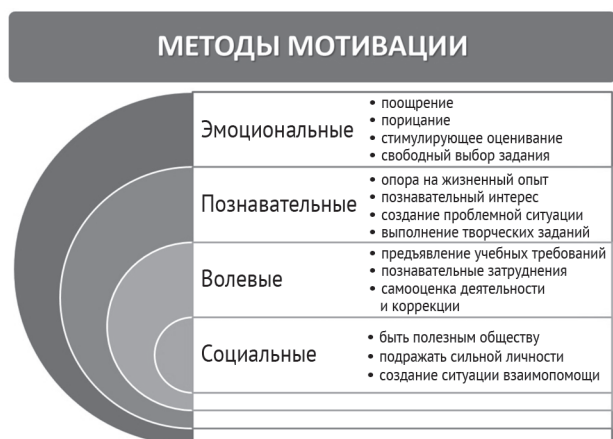 МЕТОДЫ МОТИВАЦИИ
Эмоциональные
• поощрение
• порицание
• стимулирующее оценивание
• свободный выбор задания
Познавательные
• опора на жизненный опыт
• познавательный интерес
• создание проблемной ситуации
• выполнение творческих заданий
Волевые
• предъявление учебных требований
• познавательные затруднения
• самооценка деятельности
и коррекции
Социальные
• быть полезным обществу
• подражать сильной личности
• создание ситуации взаимопомощи